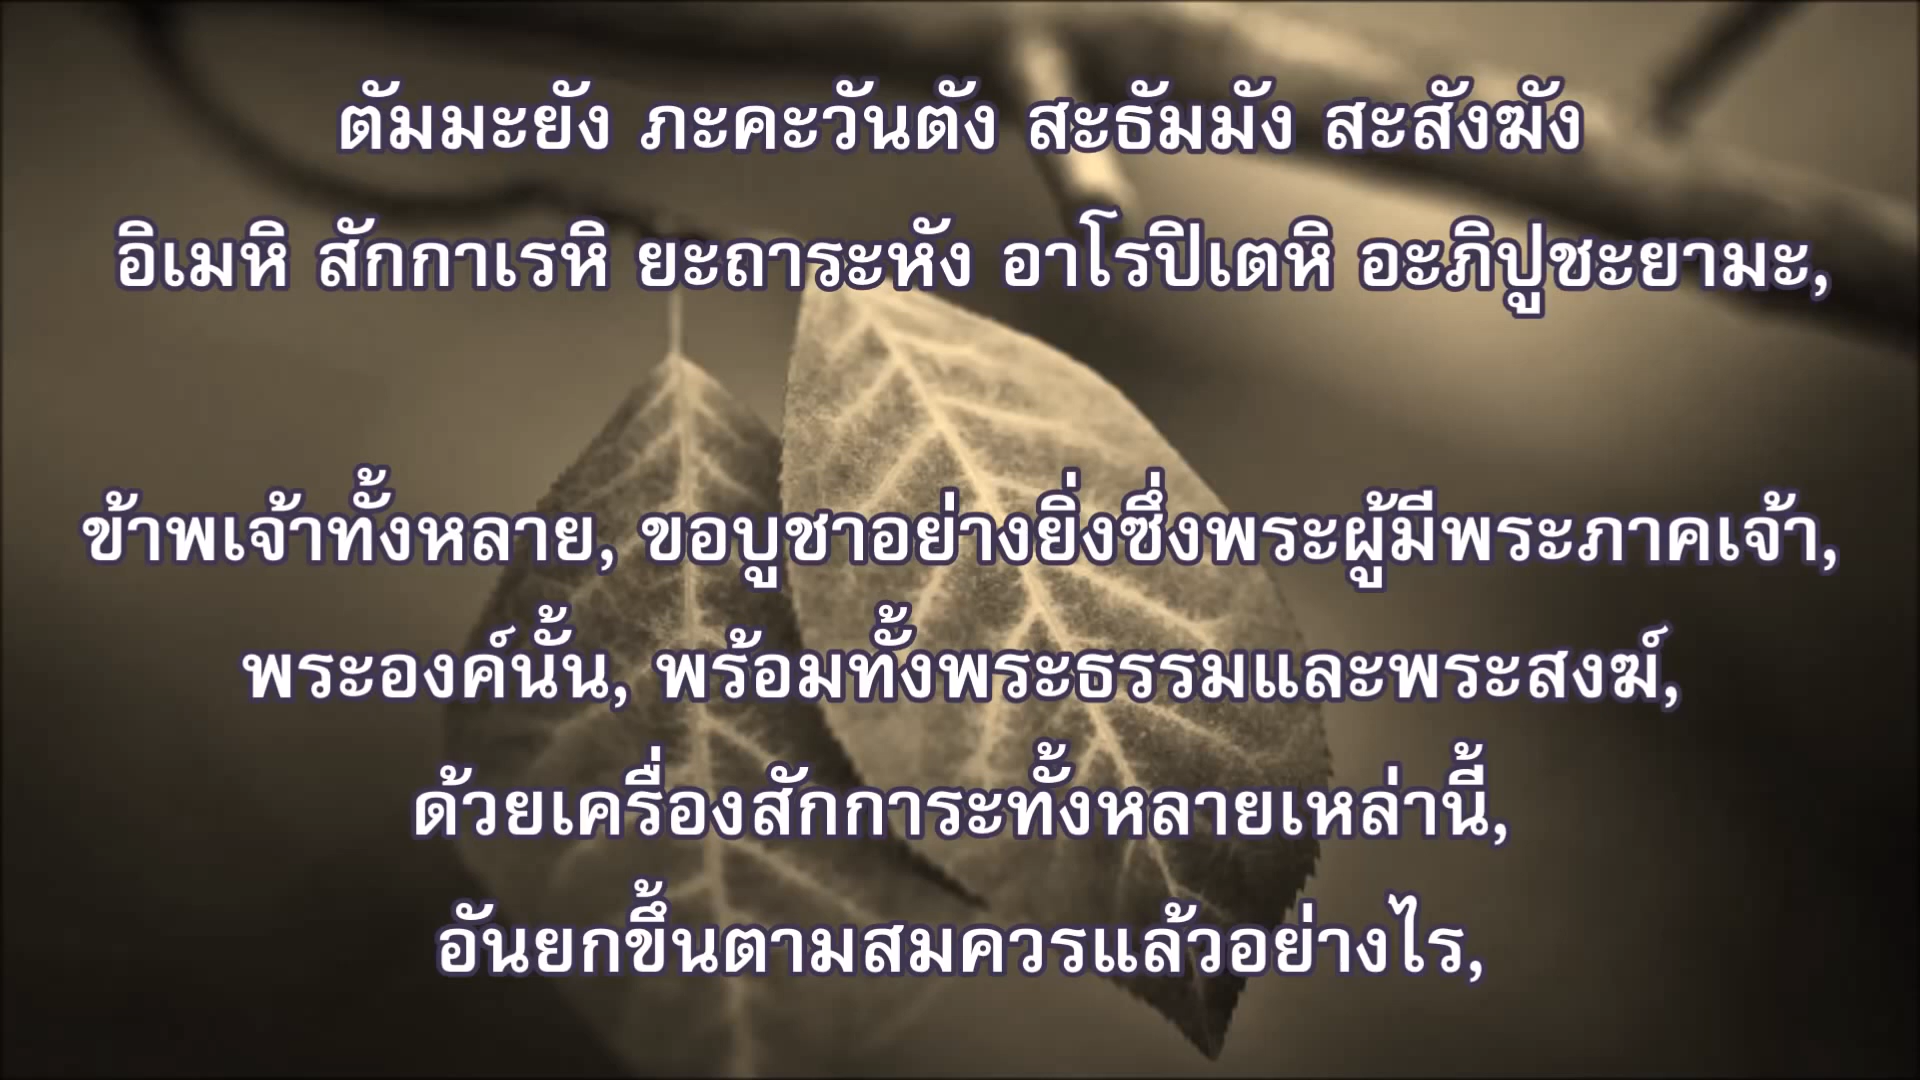 ตัมมะยัง ภะคะวันตัง สะธัมมัง สะสังฆัง
อิเมหิ สักกาเรหิ ยะถาระหัง อาโรปิเตหิ อะภิปูชะยามะ,
ข้าพเจ้าทั้งหลาย, ขอบูชาอย่างยิ่งซึ่งพระผู้มีพระภาคเจ้า,
พระองค์นั้น, พร้อมทั้งพระธรรมและพระสงฆ์,
ด้วยเครื่องสักการะทั้งหลายเหล่านี้,
อันยกขึ้นตามสมควรแล้วอย่างไร,